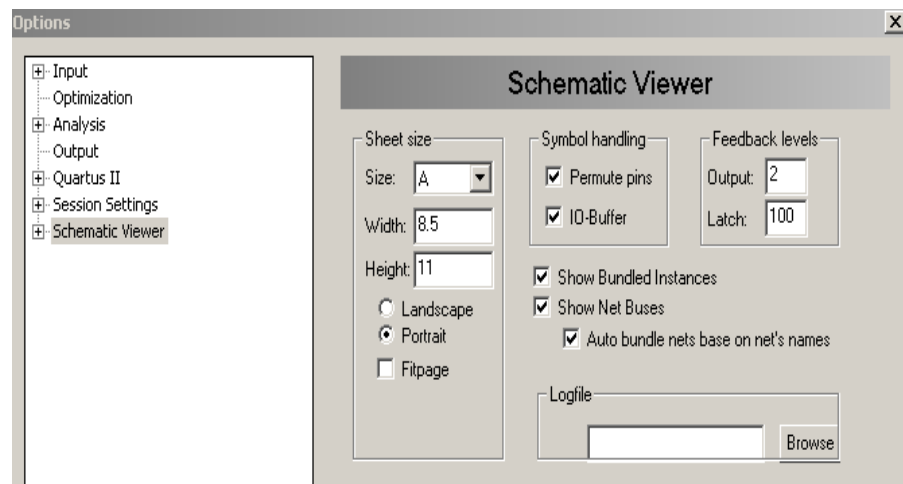 Options
Input
Optimization
Analysis
Output
Quartus II
Session Settings
Schematic Viewer
Schematic Viewer
Sheet size
Size: A
Width: 8.5
Height: 11
Landscape
Portrait
Fitpage
Symbol handling
Permute pins
IO-Buffer
Feedback levels
Output: 2
Latch: 100
Show Bundled Instances
Show Net Buses
Auto bundle nets base on net's names
Logfile
Browse